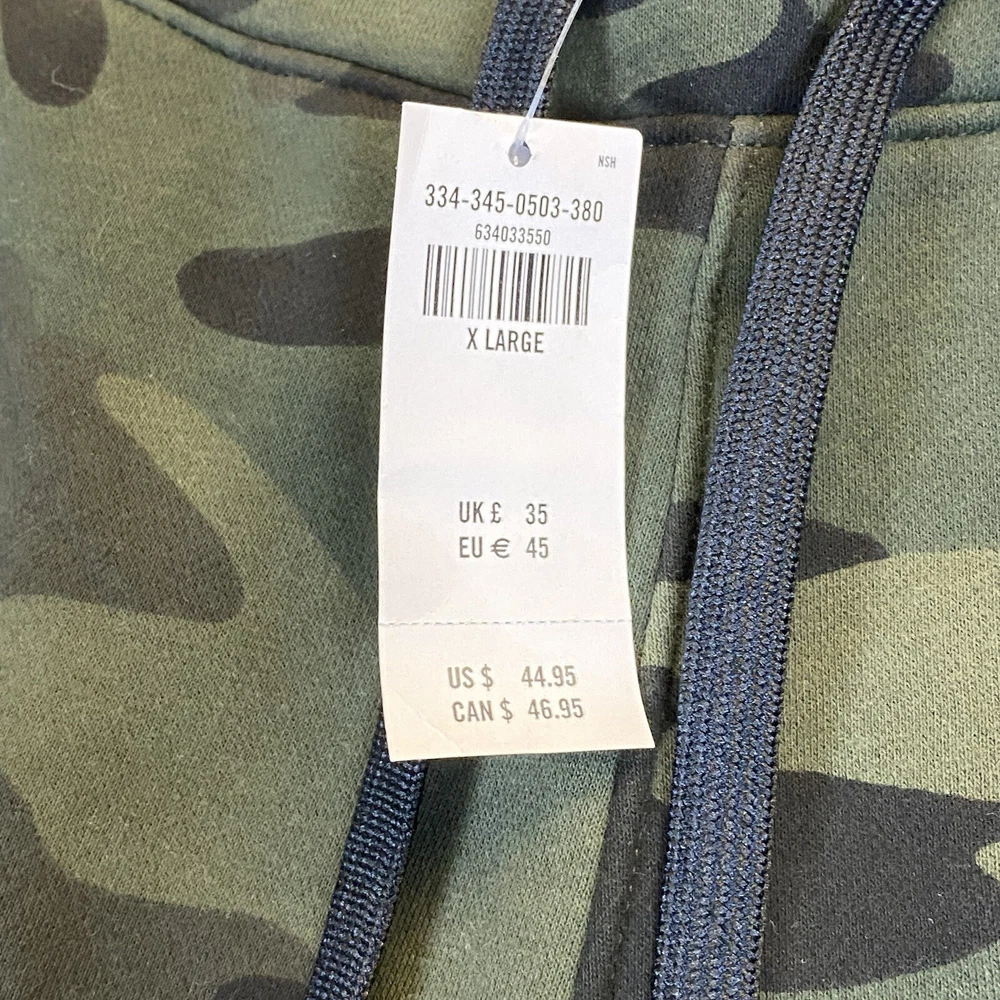 NSH
334-345-0503-380
634033550
X LARGE
UK £ 35
EU € 45
US $ 44.95
CAN $ 46.95